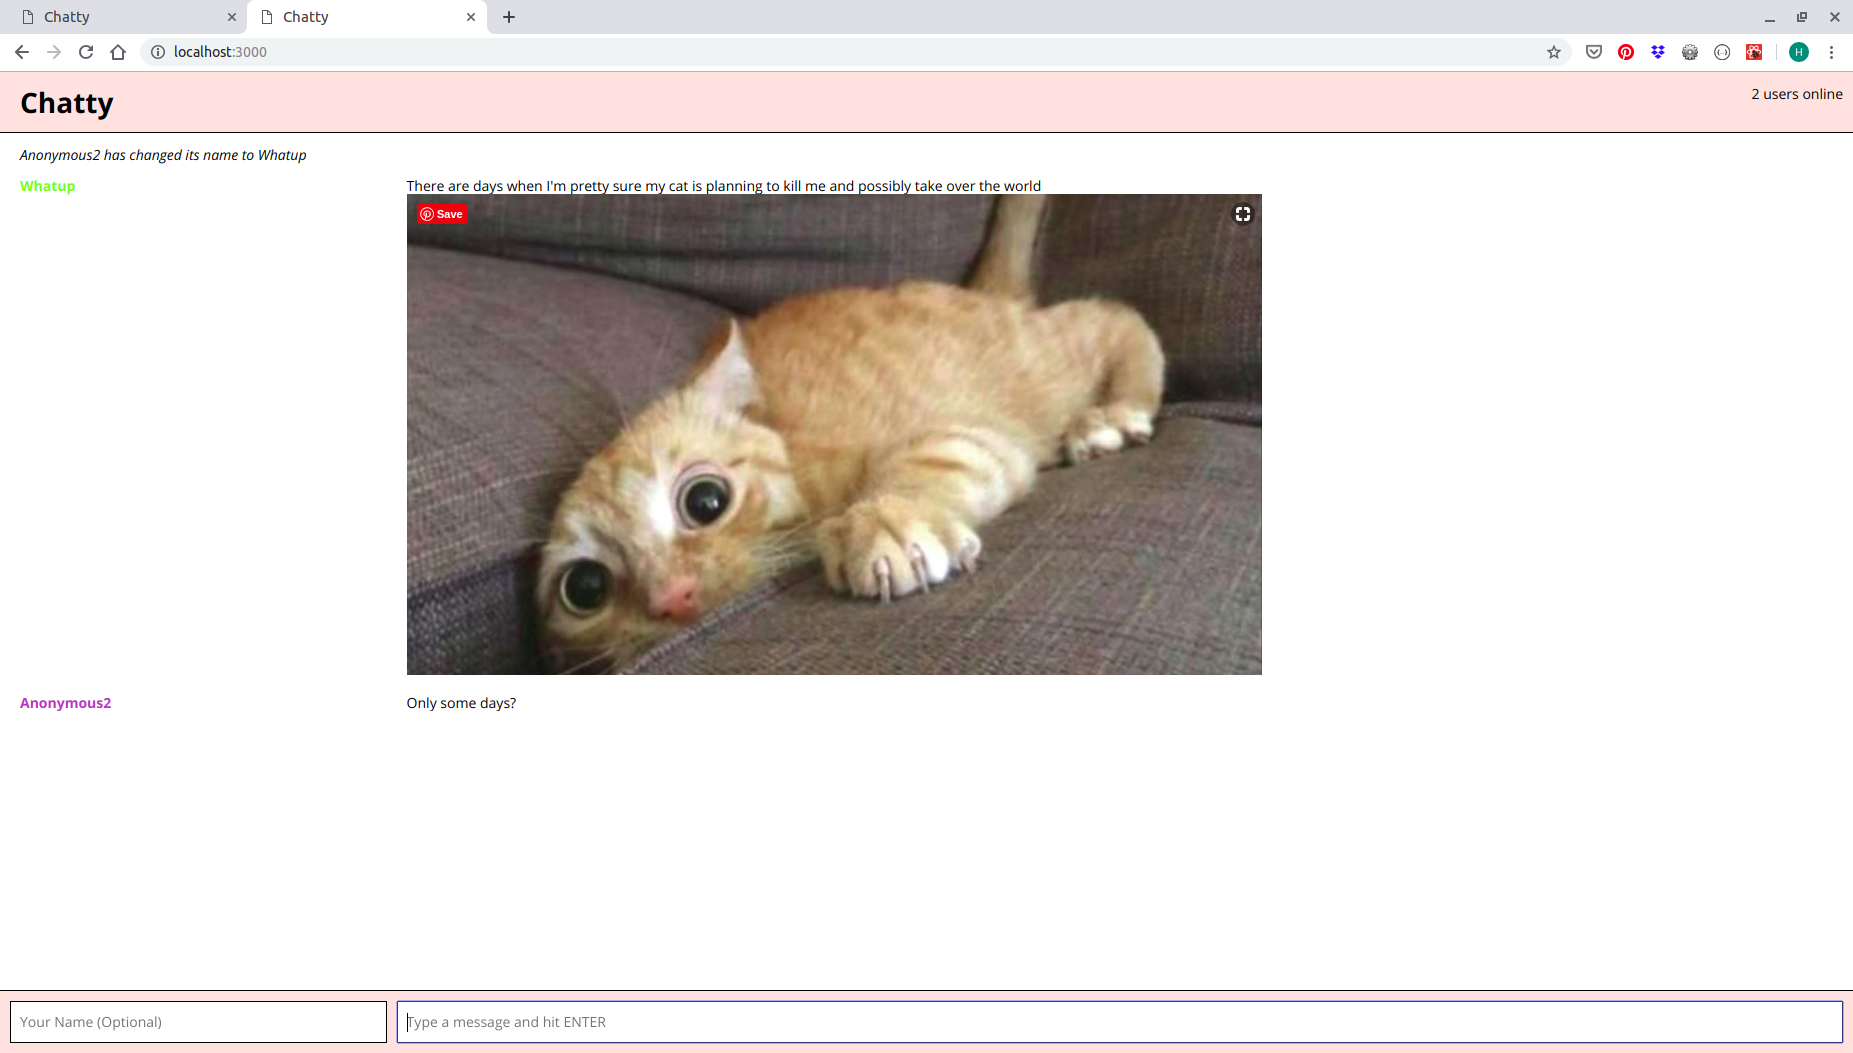 Chatty
Chatty
localhost:3000
H
Chatty
2 users online
Anonymous2 has changed its name to Whatup
Whatup
There are days when I'm pretty sure my cat is planning to kill me and possibly take over the world
Save
Anonymous2
Only some days?
Your Name (Optional)
Type a message and hit ENTER